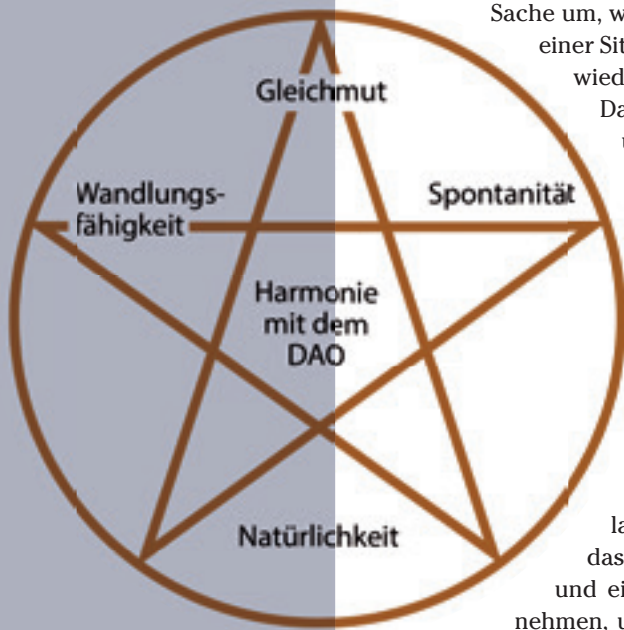 Sache um, w
einer Sit
wied
Da
u
Gleichmut
Wandlungs-
fähigkeit
Spontanität
Harmonie
mit dem
DAO
Natürlichkeit
la
das
und ei
nehmen, u